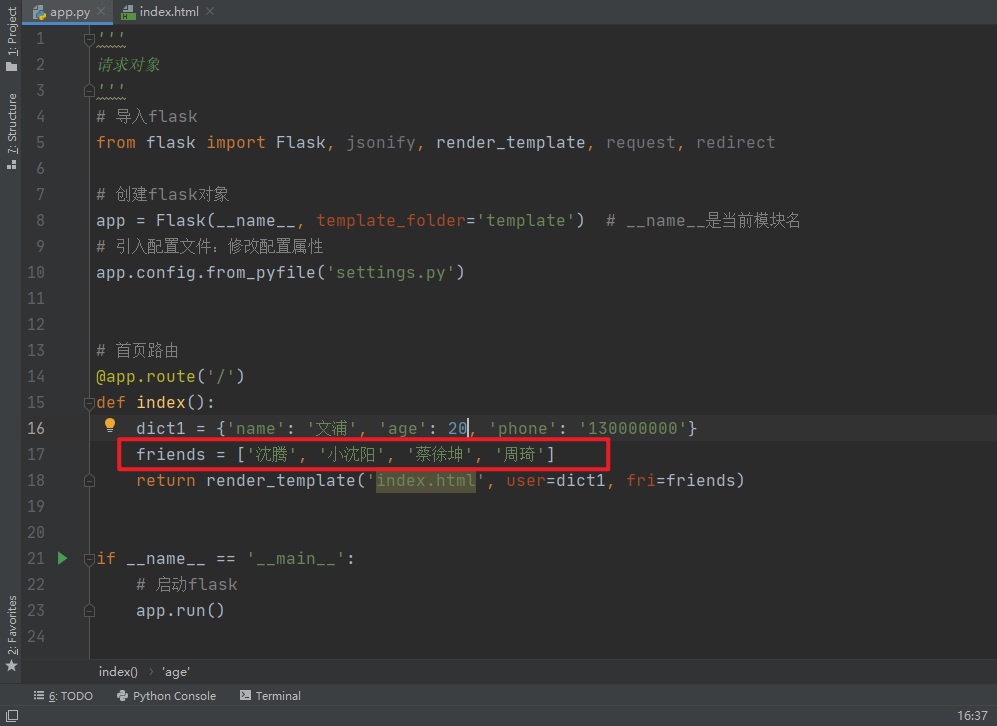 app.py index.html
1: Project
7: Structure
2: Favorites
1 '''
2 请求对象
3 '''
4 # 导入flask
5 from flask import Flask, jsonify, render_template, request, redirect
6
7 # 创建flask对象
8 app = Flask(__name__, template_folder='template')  # __name__是当前模块名
9 # 引入配置文件: 修改配置属性
10 app.config.from_pyfile('settings.py')
11
12
13 # 首页路由
14 @app.route('/')
15 def index():
16 dict1 = {'name': '文浦', 'age': 20, 'phone': '130000000'}
17 friends = ['沈腾', '小沈阳', '蔡徐坤', '周琦']
18 return render_template('index.html', user=dict1, fri=friends)
19
20
21 if __name__ == '__main__':
22 # 启动flask
23 app.run()
24
index() › 'age'
6: TODO Python Console Terminal
16:37